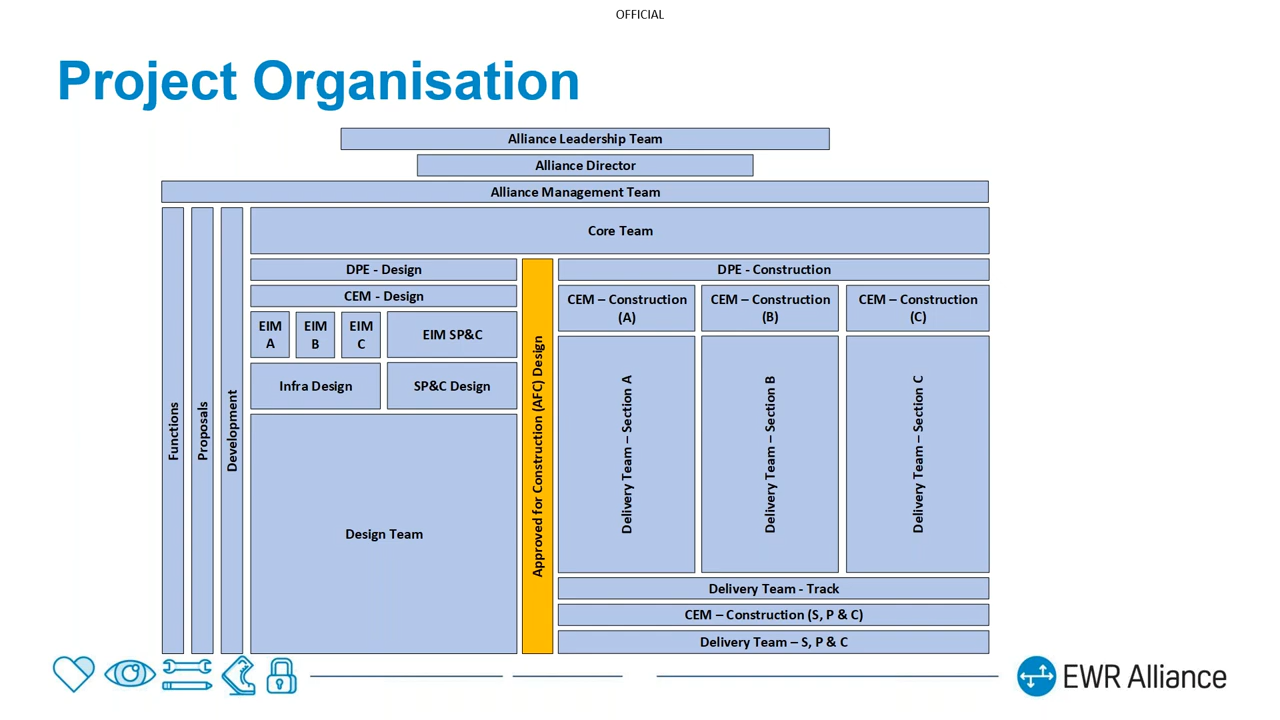 OFFICIAL
Project Organisation
Alliance Leadership Team
Alliance Director
Alliance Management Team
Functions
Proposals
Development
Core Team
DPE - Design
CEM - Design
EIM
A
EIM
B
EIM
C
EIM SP&C
Infra Design
SP&C Design
Design Team
Approved for Construction (AFC) Design
DPE - Construction
CEM – Construction
(A)
CEM – Construction
(B)
CEM – Construction
(C)
Delivery Team – Section A
Delivery Team – Section B
Delivery Team – Section C
Delivery Team - Track
CEM – Construction (S, P & C)
Delivery Team – S, P & C
EWR Alliance